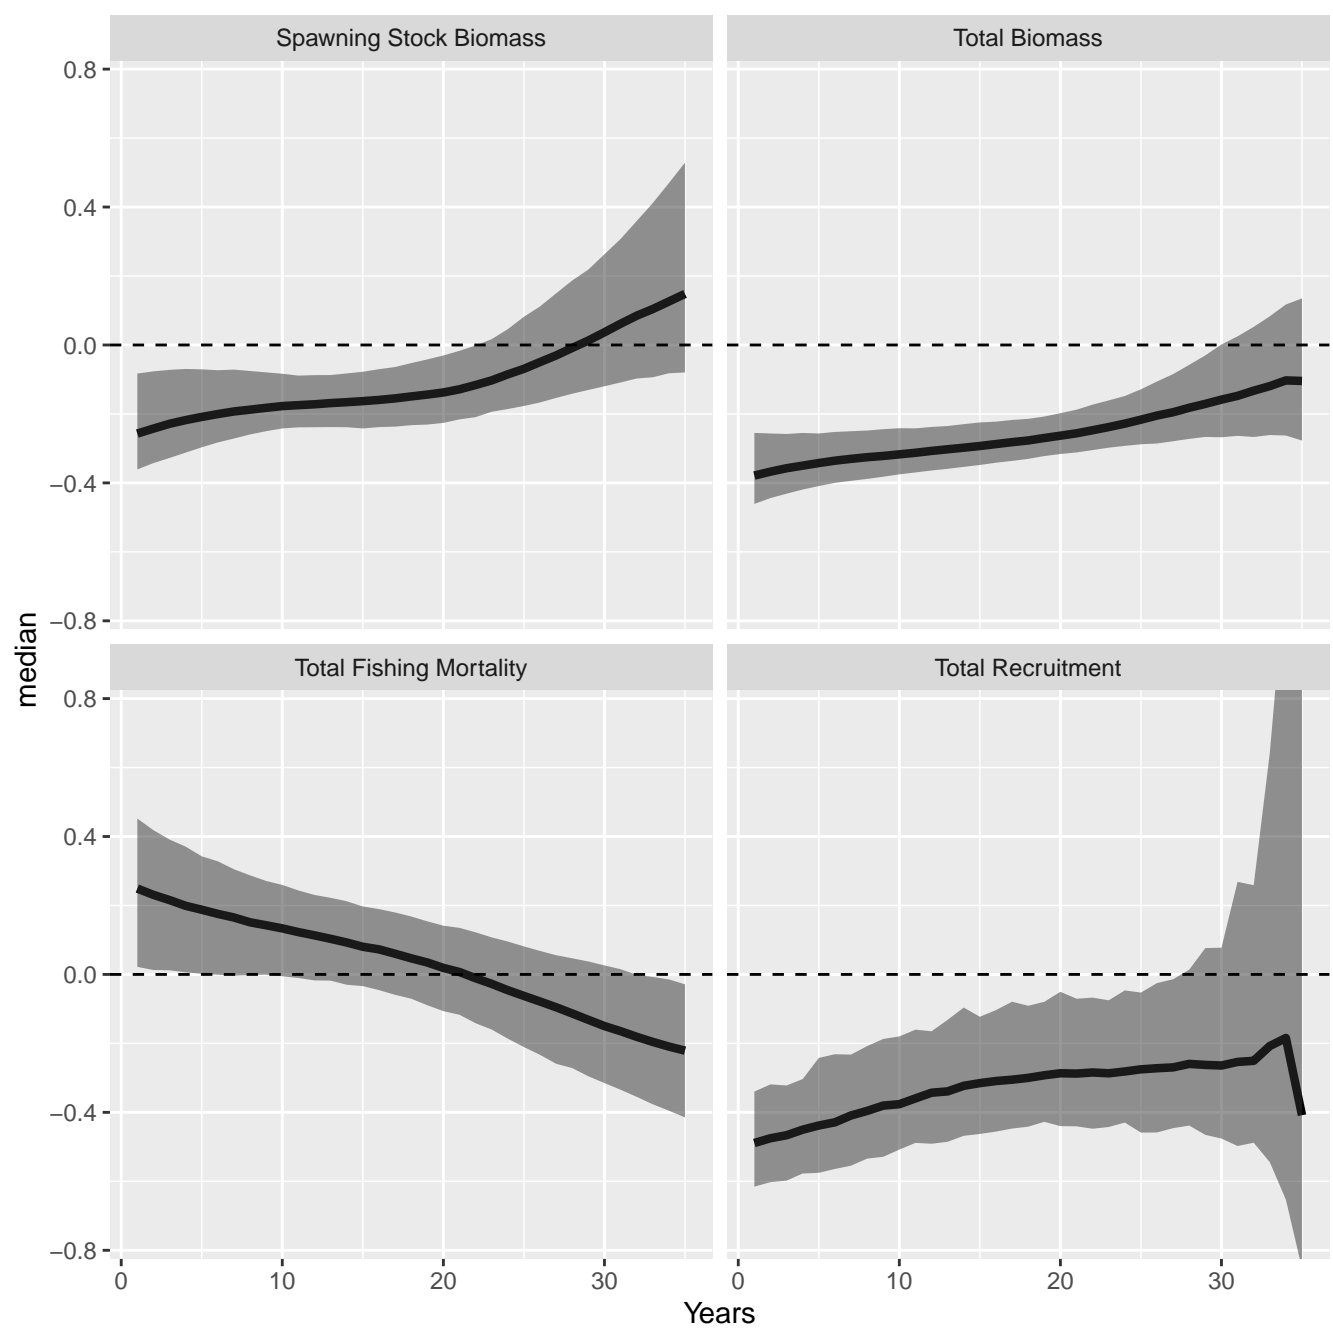 Spawning Stock Biomass
Total Biomass
0.8
0.4
0.0
−0.4
−0.8
Total Fishing Mortality
Total Recruitment
0.8
0.4
0.0
−0.4
−0.8
0 10 20 30
0 10 20 30
Years
median